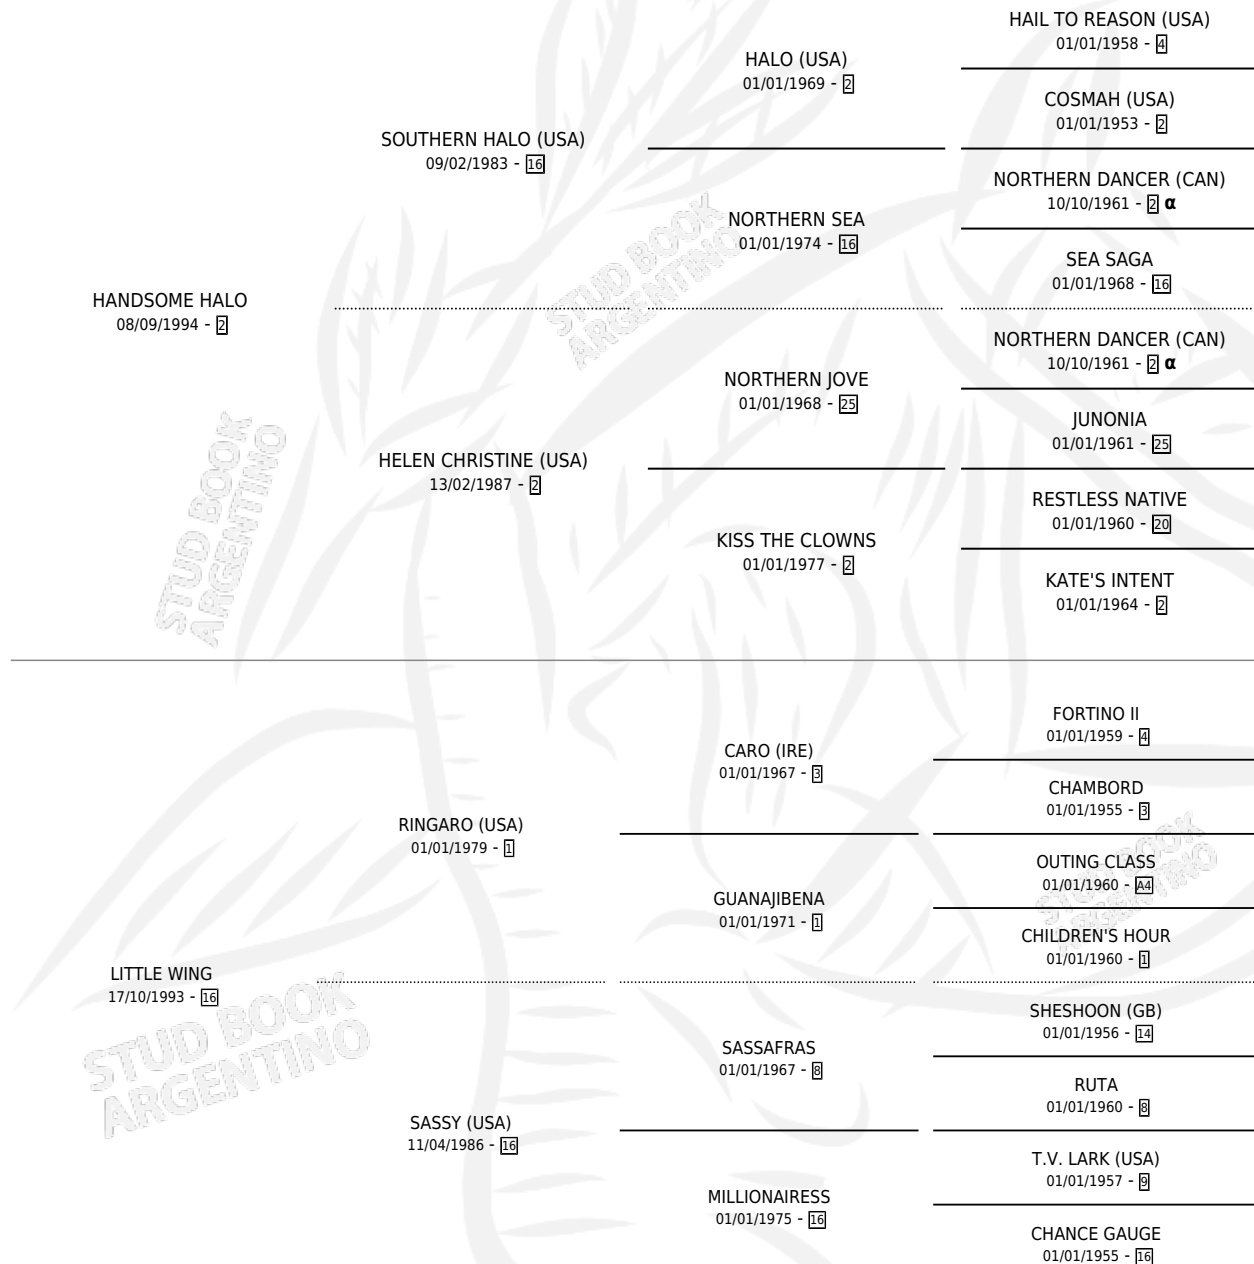 HAIL TO REASON (USA)
01/01/1958 - 4
HALO (USA)
01/01/1969 - 2
COSMAH (USA)
01/01/1953 - 2
SOUTHERN HALO (USA)
09/02/1983 - 16
NORTHERN DANCER (CAN)
10/10/1961 - 2 α
NORTHERN SEA
01/01/1974 - 16
SEA SAGA
01/01/1968 - 16
STUD BOOK
ARGENTINO
HANDSOME HALO
08/09/1994 - 2
NORTHERN DANCER (CAN)
10/10/1961 - 2 α
NORTHERN JOVE
01/01/1968 - 25
JUNONIA
01/01/1961 - 25
HELEN CHRISTINE (USA)
13/02/1987 - 2
RESTLESS NATIVE
01/01/1960 - 20
KISS THE CLOWNS
01/01/1977 - 2
KATE'S INTENT
01/01/1964 - 2
STUD BOOK
ARGENTINO
FORTINO II
01/01/1959 - 4
CARO (IRE)
01/01/1967 - 3
CHAMBORD
01/01/1955 - 3
RINGARO (USA)
01/01/1979 - 1
OUTING CLASS
01/01/1960 - A4
GUANAJIBENA
01/01/1971 - 1
CHILDREN'S HOUR
01/01/1960 - 1
STUD BOOK
ARGENTINO
LITTLE WING
17/10/1993 - 16
SHESHOON (GB)
01/01/1956 - 14
SASSAFRAS
01/01/1967 - 8
RUTA
01/01/1960 - 8
STUD BOOK
ARGENTINO
SASSY (USA)
11/04/1986 - 16
T.V. LARK (USA)
01/01/1957 - 9
MILLIONAIRESS
01/01/1975 - 16
CHANCE GAUGE
01/01/1955 - 16